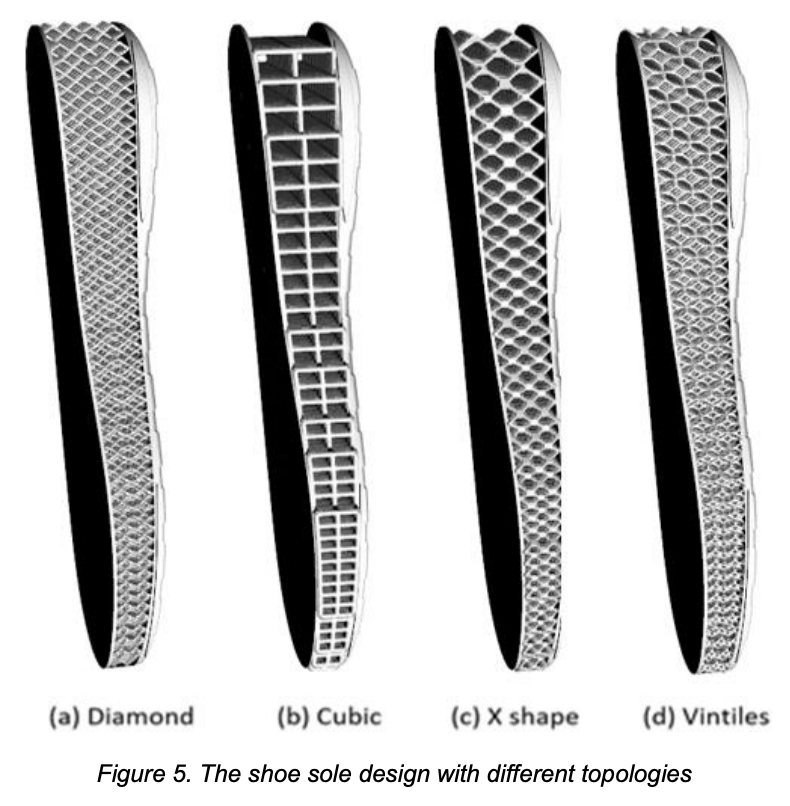 (a) Diamond (b) Cubic (c) X shape (d) Vintiles
Figure 5. The shoe sole design with different topologies